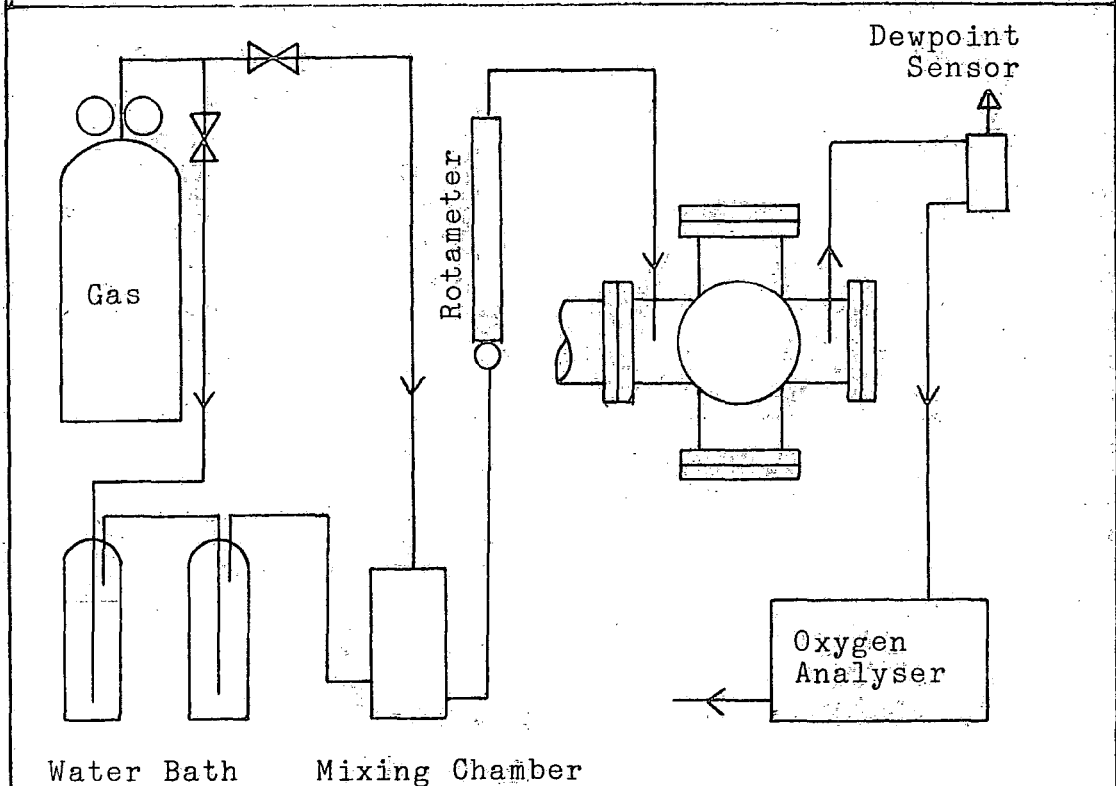 Dewpoint
Sensor
Gas
Rotameter
Oxygen
Analyser
Water Bath
Mixing Chamber